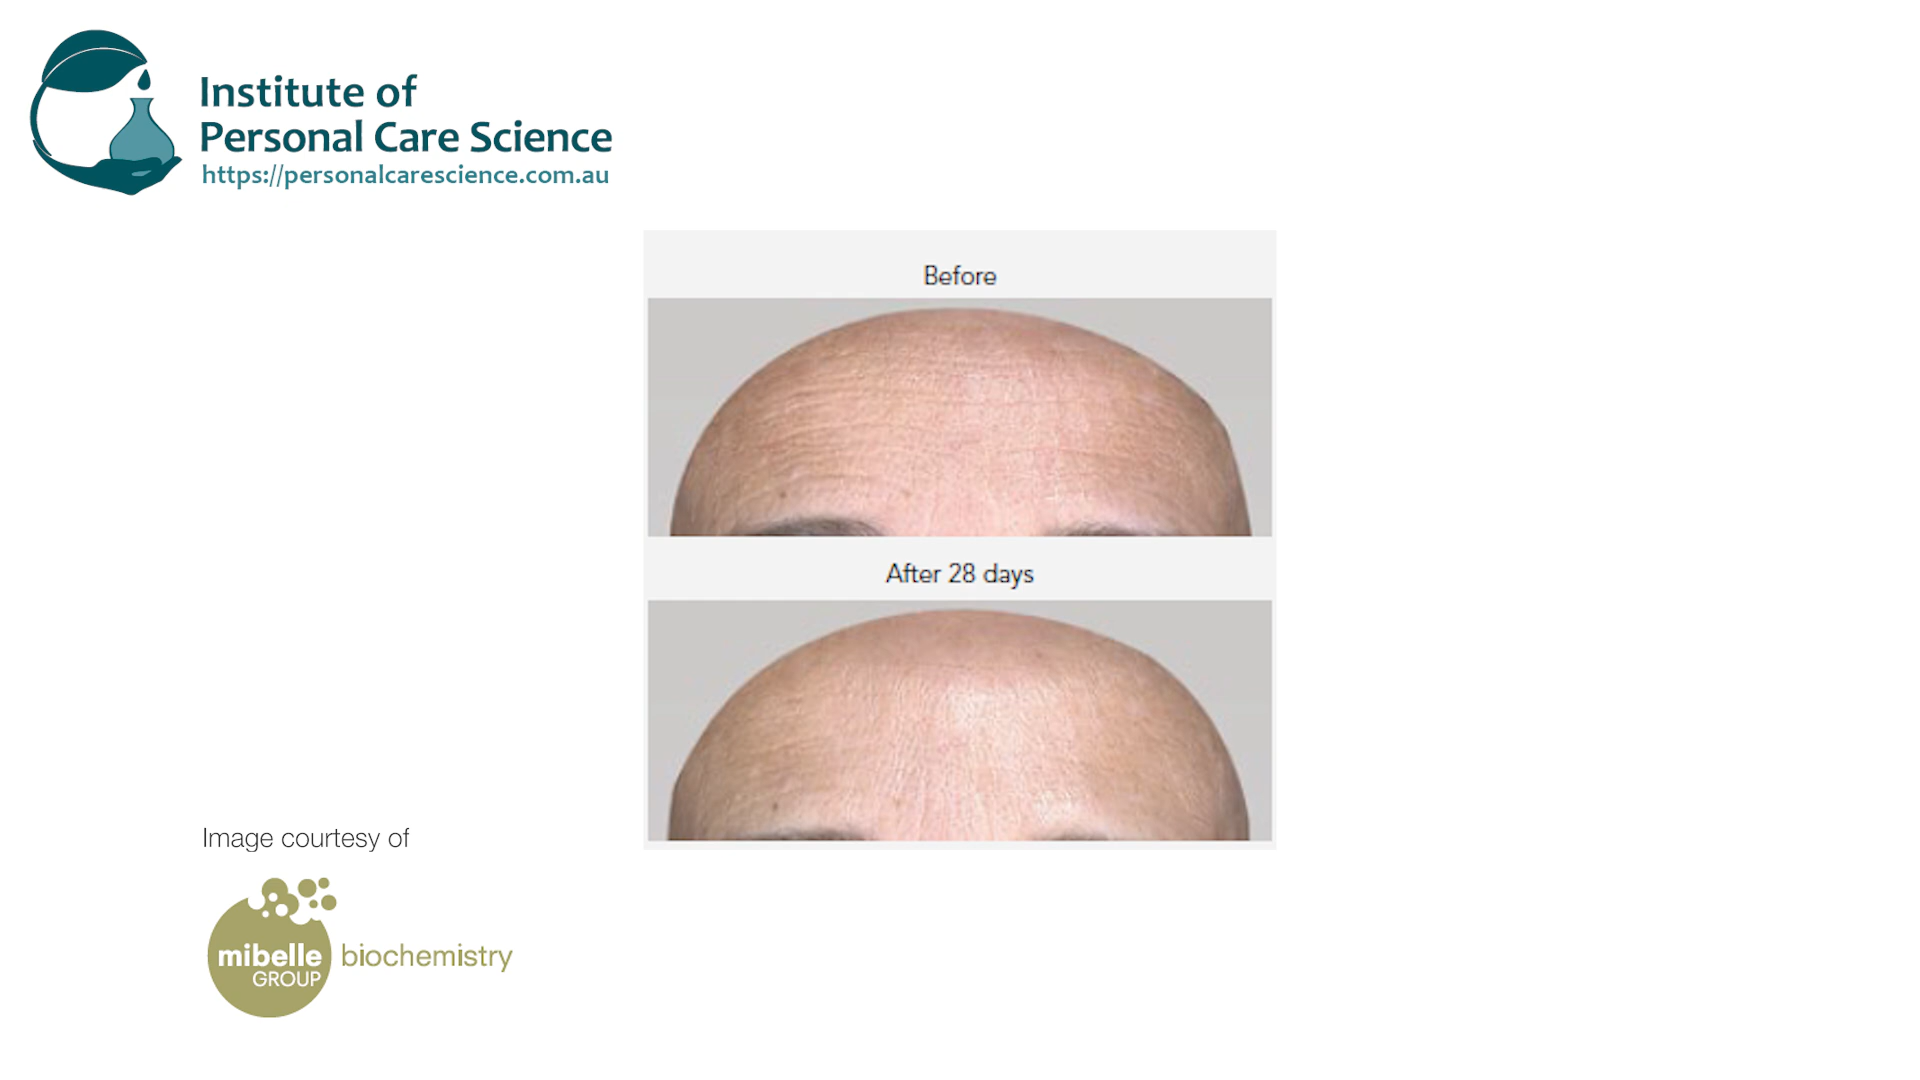 Institute of
Personal Care Science
https://personalcarescience.com.au
Before
After 28 days
Image courtesy of
mibelle
GROUP
biochemistry